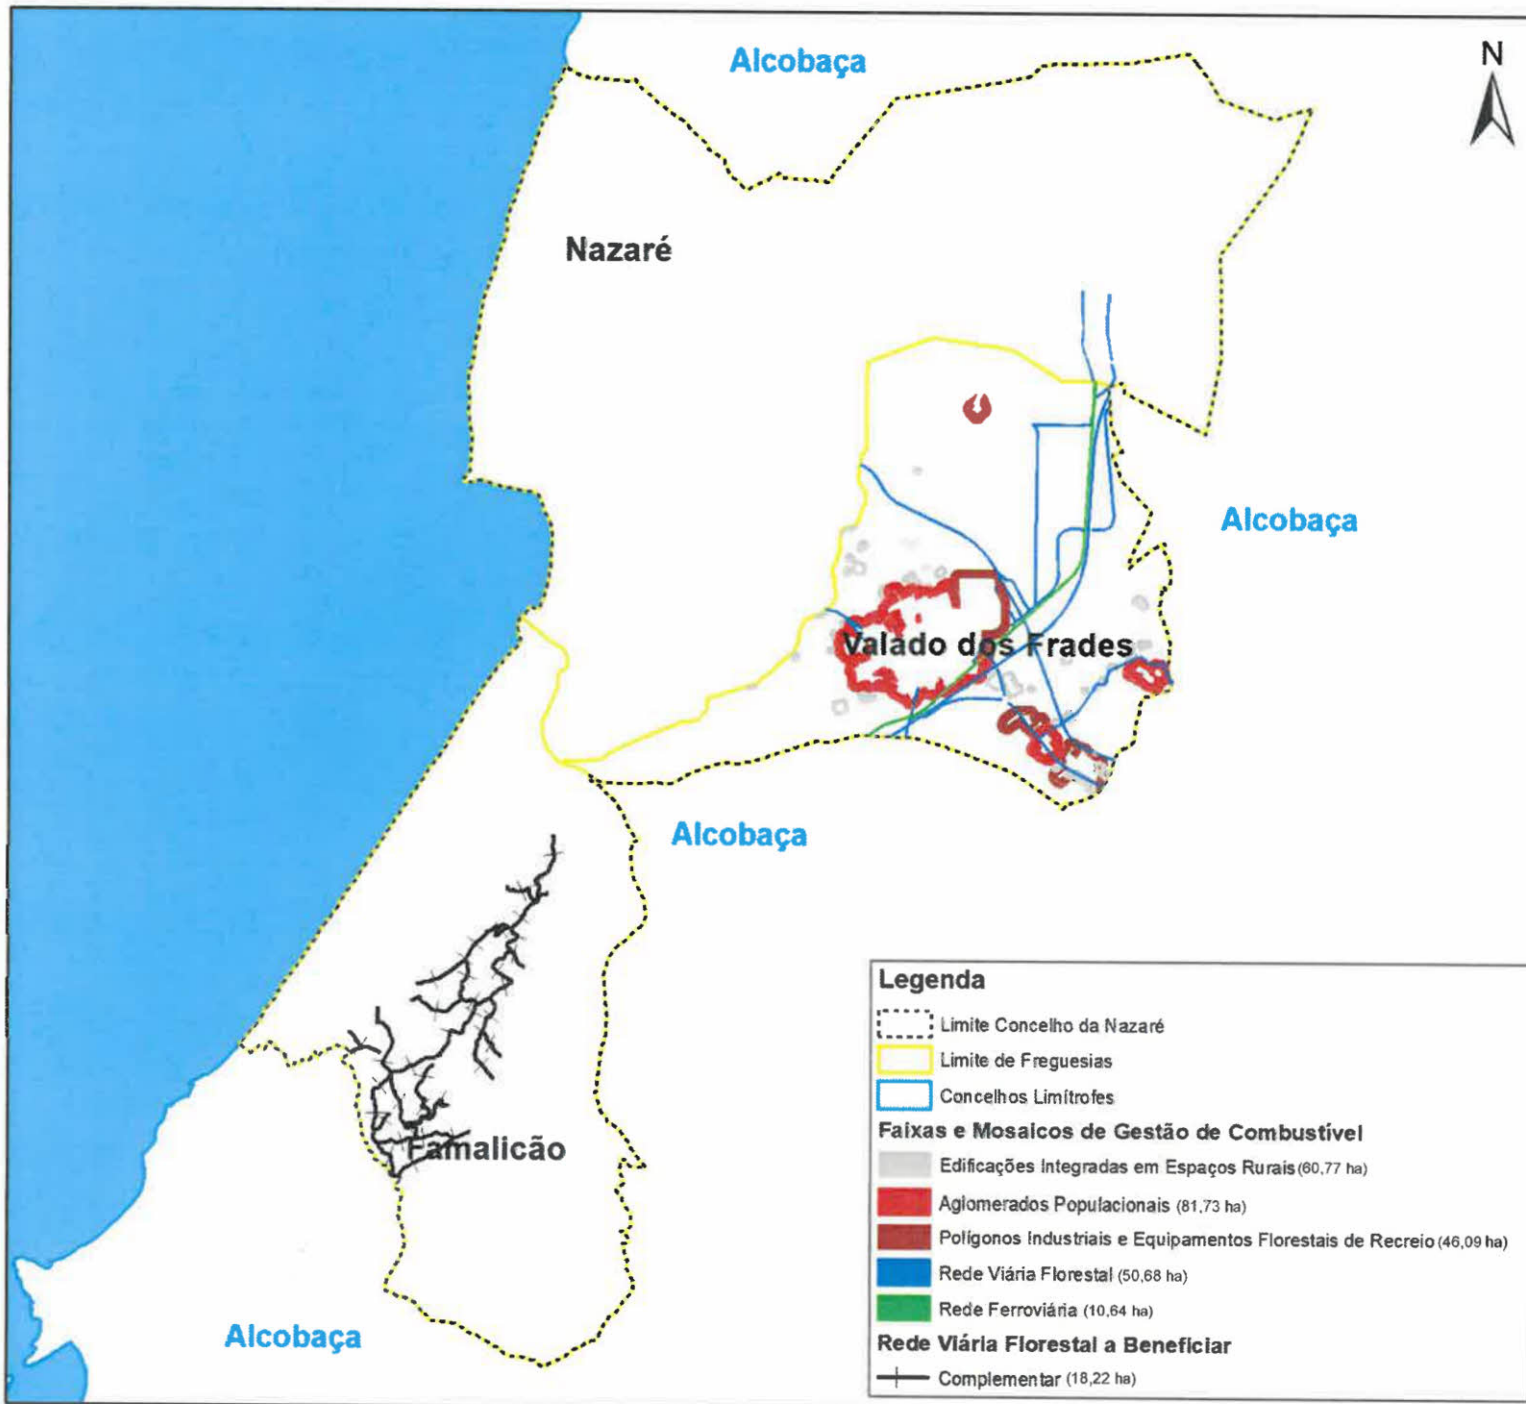 Alcobaça
N
Nazaré
Alcobaça
Valado dos Frades
Alcobaça
Famalicão
Alcobaça
Legenda
Limite Concelho da Nazaré
Limite de Freguesias
Concelhos Limítrofes
Faixas e Mosaicos de Gestão de Combustível
Edificações Integradas em Espaços Rurais (60,77 ha)
Aglomerados Populacionais (81,73 ha)
Polígonos Industriais e Equipamentos Florestais de Recreio (46,09 ha)
Rede Viária Florestal (50,68 ha)
Rede Ferroviária (10,64 ha)
Rede Viária Florestal a Beneficiar
Complementar (18,22 ha)